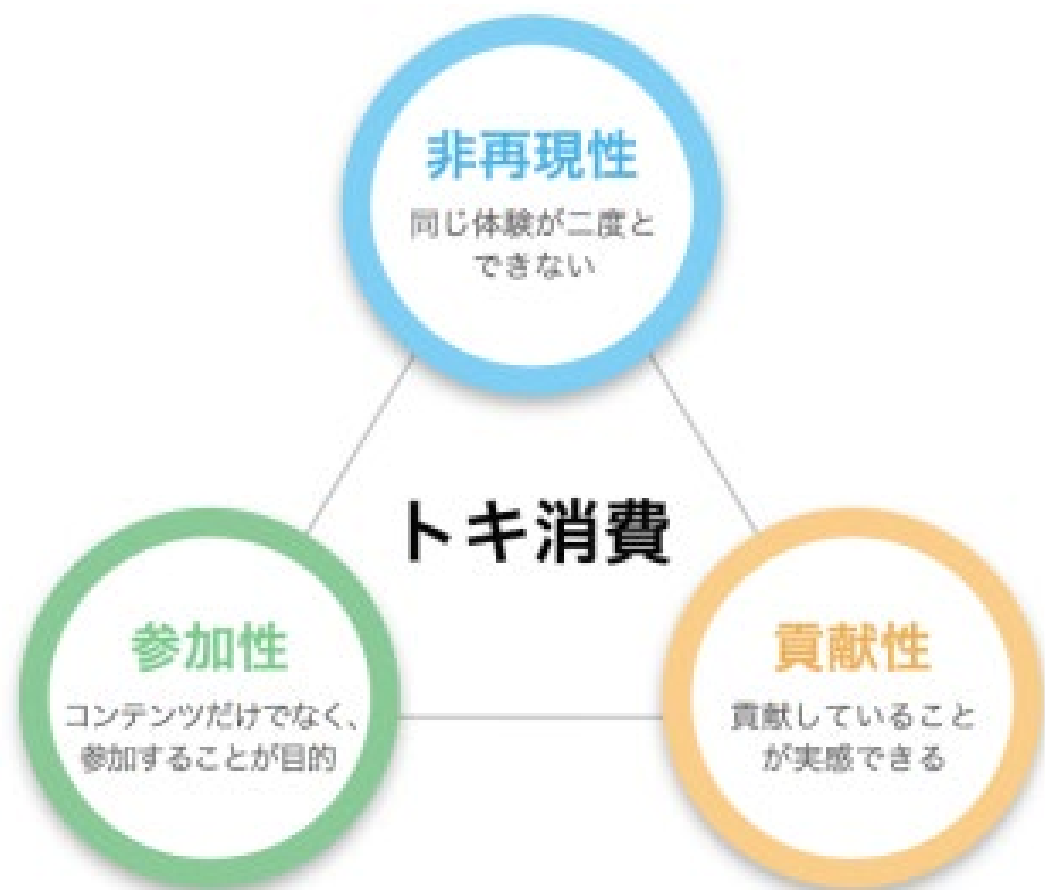 非再現性
同じ体験が二度と
できない
トキ消費
参加性
コンテンツだけでなく、
参加することが目的
貢献性
貢献していること
が実感できる